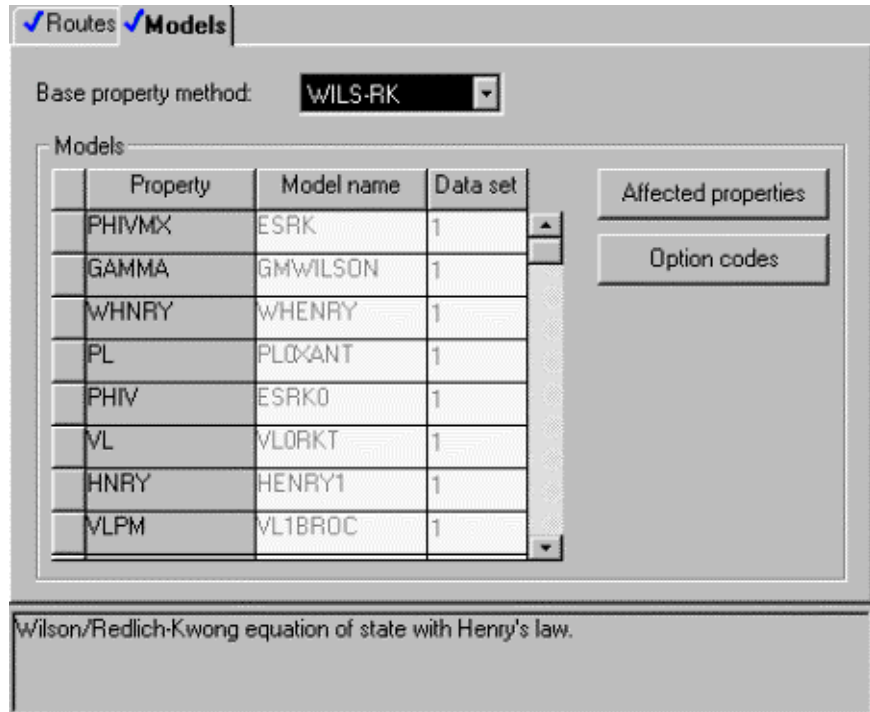 Routes Models
Base property method: WILS-RK
Models
Property Model name Data set
PHIVMX ESRK 1
GAMMA GMWILSON 1
WHNRY WHENRY 1
PL PL0XANT 1
PHIV ESRK0 1
VL VL0RKT 1
HNRY HENRY1 1
VLPM VL1BROC 1
Affected properties
Option codes
Wilson/Redlich-Kwong equation of state with Henry's law.